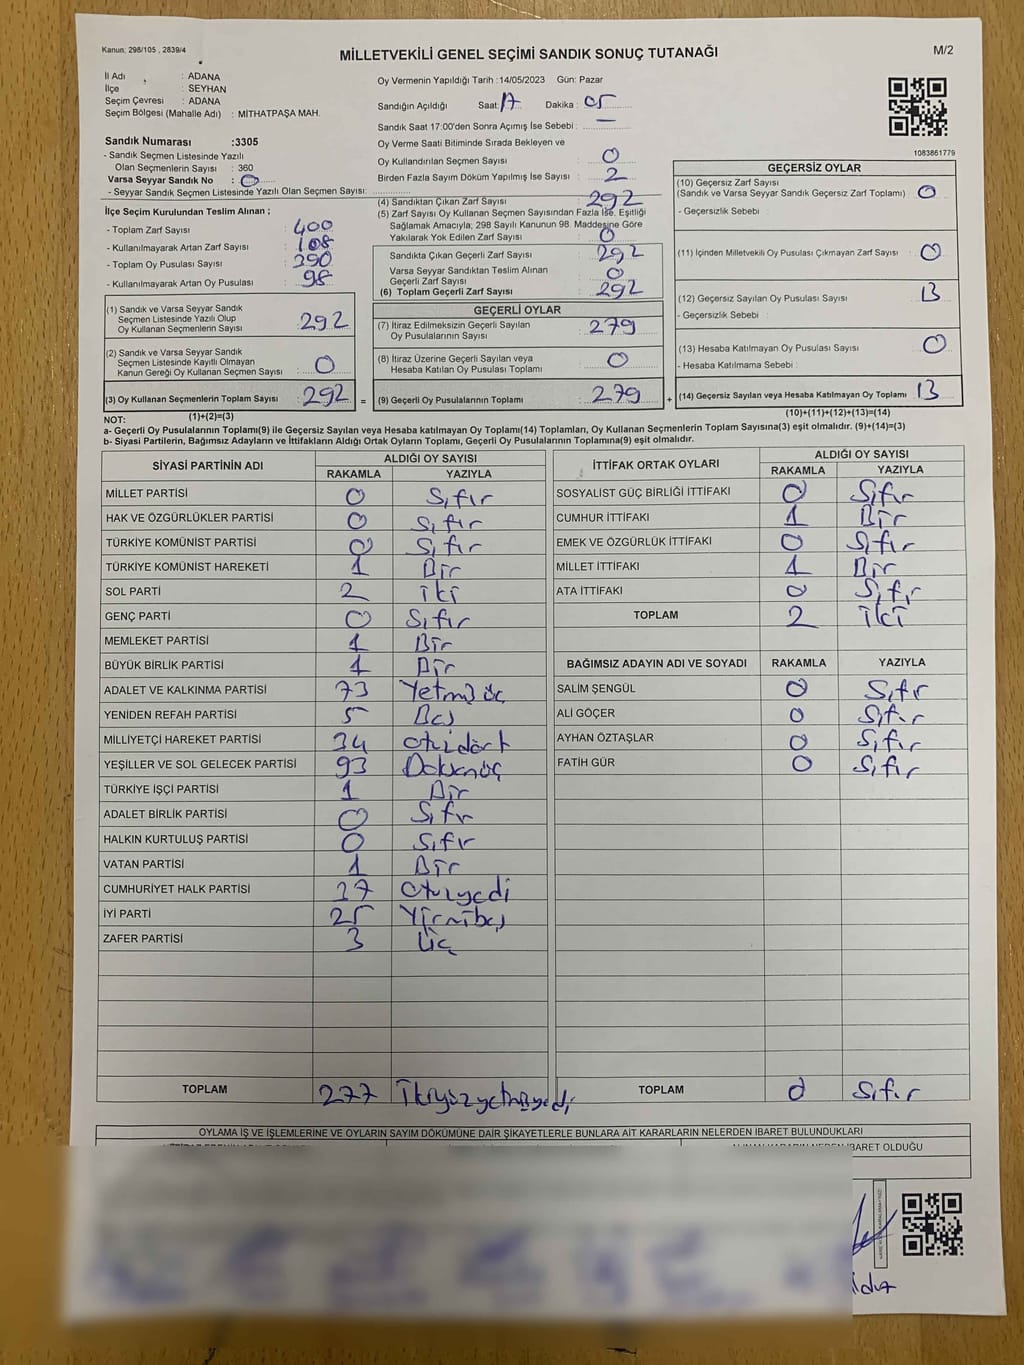 Kanun: 298/105 , 2839/4
MİLLETVEKİLİ GENEL SEÇİMİ SANDIK SONUÇ TUTANAĞI
M/2
İl Adı : ADANA
İlçe : SEYHAN
Seçim Çevresi : ADANA
Seçim Bölgesi (Mahalle Adı) : MİTHATPAŞA MAH.
Oy Vermenin Yapıldığı Tarih :14/05/2023 Gün: Pazar
Sandığın Açıldığı Saat: 17 Dakika : 05
Sandık Saat 17:00'den Sonra Açımış İse Sebebi : —
Oy Verme Saati Bitiminde Sırada Bekleyen ve
Oy Kullandırılan Seçmen Sayısı : 0
Birden Fazla Sayım Döküm Yapılmış İse Sayısı : 2
1083861779
Sandık Numarası :3305
- Sandık Seçmen Listesinde Yazılı
Olan Seçmenlerin Sayısı : 360
Varsa Seyyar Sandık No : 0
- Seyyar Sandık Seçmen Listesinde Yazılı Olan Seçmen Sayısı:
İlçe Seçim Kurulundan Teslim Alınan ;
- Toplam Zarf Sayısı : 400
- Kullanılmayarak Artan Zarf Sayısı : 108
- Toplam Oy Pusulası Sayısı : 390
- Kullanılmayarak Artan Oy Pusulası : 98
(1) Sandık ve Varsa Seyyar Sandık
Seçmen Listesinde Yazılı Olup
Oy Kullanan Seçmenlerin Sayısı : 292
(2) Sandık ve Varsa Seyyar Sandık
Seçmen Listesinde Kayıtlı Olmayan
Kanun Gereği Oy Kullanan Seçmen Sayısı : 0
(3) Oy Kullanan Seçmenlerin Toplam Sayısı : 292 =
(1)+(2)=(3)
(4) Sandıktan Çıkan Zarf Sayısı : 292
(5) Zarf Sayısı Oy Kullanan Seçmen Sayısından Fazla İse, Eşitliği
Sağlamak Amacıyla; 298 Sayılı Kanunun 98. Maddesine Göre
Yakılarak Yok Edilen Zarf Sayısı : 0
Sandıkta Çıkan Geçerli Zarf Sayısı : 292
Varsa Seyyar Sandıktan Teslim Alınan
Geçerli Zarf Sayısı : 0
(6) Toplam Geçerli Zarf Sayısı : 292
GEÇERLİ OYLAR
(7) İtiraz Edilmeksizin Geçerli Sayılan
Oy Pusulalarının Sayısı : 279
(8) İtiraz Üzerine Geçerli Sayılan veya
Hesaba Katılan Oy Pusulası Toplamı : 0
(9) Geçerli Oy Pusulalarının Toplamı : 279 +
GEÇERSİZ OYLAR
(10) Geçersiz Zarf Sayısı
(Sandık ve Varsa Seyyar Sandık Geçersiz Zarf Toplamı) : 0
- Geçersizlik Sebebi :
(11) İçinden Milletvekili Oy Pusulası Çıkmayan Zarf Sayısı : 0
(12) Geçersiz Sayılan Oy Pusulası Sayısı : 13
- Geçersizlik Sebebi :
(13) Hesaba Katılmayan Oy Pusulası Sayısı : 0
- Hesaba Katılmama Sebebi :
(14) Geçersiz Sayılan veya Hesaba Katılmayan Oy Toplamı : 13
(10)+(11)+(12)+(13)=(14)
NOT:
a- Geçerli Oy Pusulalarının Toplamı(9) ile Geçersiz Sayılan veya Hesaba katılmayan Oy Toplamı(14) Toplamları, Oy Kullanan Seçmenlerin Toplam Sayısına(3) eşit olmalıdır. (9)+(14)=(3)
b- Siyasi Partilerin, Bağımsız Adayların ve İttifakların Aldığı Ortak Oyların Toplamı, Geçerli Oy Pusulalarının Toplamına(9) eşit olmalıdır.
SİYASİ PARTİNİN ADI ALDIĞI OY SAYISI
RAKAMLA YAZIYLA
MİLLET PARTİSİ 0 Sıfır
HAK VE ÖZGÜRLÜKLER PARTİSİ 0 Sıfır
TÜRKİYE KOMÜNİST PARTİSİ 0 Sıfır
TÜRKİYE KOMÜNİST HAREKETİ 1 Bir
SOL PARTİ 2 iki
GENÇ PARTİ 0 Sıfır
MEMLEKET PARTİSİ 1 Bir
BÜYÜK BİRLİK PARTİSİ 1 Bir
ADALET VE KALKINMA PARTİSİ 73 Yetmiş üç
YENİDEN REFAH PARTİSİ 5 Beş
MİLLİYETÇİ HAREKET PARTİSİ 34 otuzdört
YEŞİLLER VE SOL GELECEK PARTİSİ 93 Doksanüç
TÜRKİYE İŞÇİ PARTİSİ 1 Bir
ADALET BİRLİK PARTİSİ 0 Sıfır
HALKIN KURTULUŞ PARTİSİ 0 Sıfır
VATAN PARTİSİ 1 Bir
CUMHURİYET HALK PARTİSİ 37 Otuzyedi
İYİ PARTİ 25 Yirmibeş
ZAFER PARTİSİ 3 Üç
TOPLAM 277 İkiyüzyetmişyedi
İTTİFAK ORTAK OYLARI ALDIĞI OY SAYISI
RAKAMLA YAZIYLA
SOSYALİST GÜÇ BİRLİĞİ İTTİFAKI 0 Sıfır
CUMHUR İTTİFAKI 1 Bir
EMEK VE ÖZGÜRLÜK İTTİFAKI 0 Sıfır
MİLLET İTTİFAKI 1 Bir
ATA İTTİFAKI 0 Sıfır
TOPLAM 2 İki
BAĞIMSIZ ADAYIN ADI VE SOYADI RAKAMLA YAZIYLA
SALİM ŞENGÜL 0 Sıfır
ALİ GÖÇER 0 Sıfır
AYHAN ÖZTAŞLAR 0 Sıfır
FATİH GÜR 0 Sıfır
TOPLAM 0 Sıfır
OYLAMA İŞ VE İŞLEMLERİNE VE OYLARIN SAYIM DÖKÜMÜNE DAİR ŞİKAYETLERLE BUNLARA AİT KARARLARIN NELERDEN İBARET BULUNDUKLARI
İBARET OLDUĞU